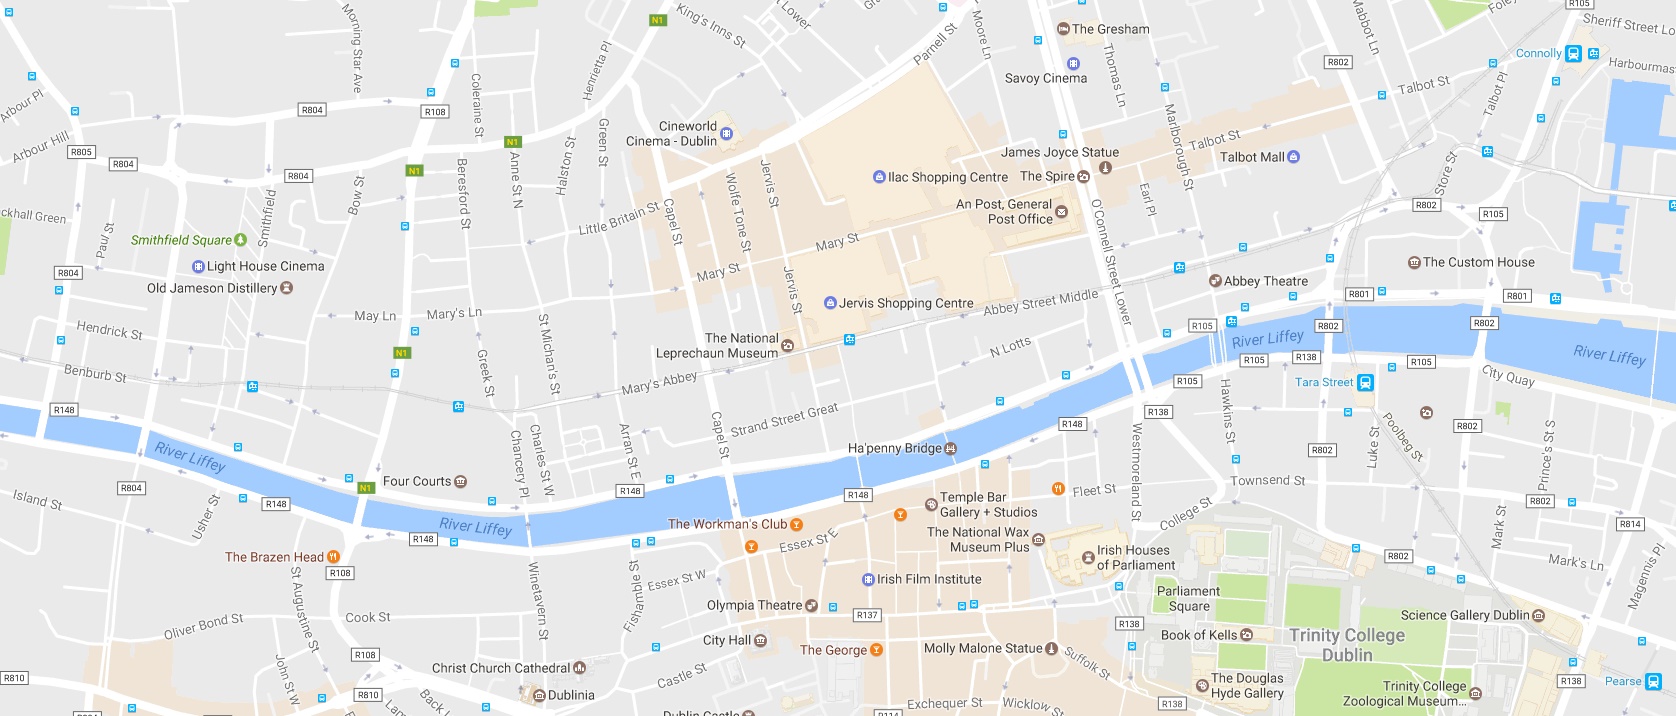 Morning Star Ave
N1
King's Inns St
Lower
Moore Ln
The Gresham
Mabbot Ln
R105
Foley
Sheriff Street Lo
Connolly
Harbourmas
Parnell St
Savoy Cinema
Thomas Ln
R802
Talbot St
Talbot Pl
Arbour Pl
R804
R108
Coleraine St
Henrietta Pl
Marlborough St
Arbour Hill
R805
R804
R804
N1
N1
Anne St N
Halston St
Green St
Cineworld
Cinema - Dublin
Talbot St
Talbot Mall
James Joyce Statue
The Spire
Ilac Shopping Centre
Jervis St
Wolfe Tone St
Capel St
Little Britain St
Beresford St
Bow St
Smithfield
Paul St
ckhall Green
An Post, General
Post Office
Earl Pl
O'Connell Street Lower
Store St
R802
R105
Smithfield Square
Light House Cinema
Old Jameson Distillery
R804
Mary St
Mary St
Jervis St
Jervis Shopping Centre
Abbey Street Middle
Abbey Theatre
The Custom House
R801
R801
May Ln
Mary's Ln
Hendrick St
Benburb St
N1
Greek St
St Michan's St
The National
Leprechaun Museum
Mary's Abbey
N Lotts
R105
River Liffey
R802
R802
River Liffey
R105
R138
R105
R105
City Quay
Tara Street
R148
River Liffey
Strand Street Great
Capel St
Arran St E
Charles St W
Chancery Pl
Four Courts
Ha'penny Bridge
R148
R138
Westmoreland St
Hawkins St
R802
Luke St
Poolbeg St
R802
Prince's St S
Townsend St
Island St
R804
Usher St
R148
N1
R148
R148
River Liffey
R148
The Workman's Club
Essex St E
Temple Bar
Gallery + Studios
Fleet St
The National Wax
Museum Plus
College St
Irish Houses
of Parliament
R802
R802
Mark St
R814
Mark's Ln
Magennis Pl
The Brazen Head
R108
St Augustine St
Winetavern St
Fishamble St
Essex St W
Irish Film Institute
Olympia Theatre
R137
Parliament
Square
Book of Kells
Trinity College
Dublin
Science Gallery Dublin
Oliver Bond St
Cook St
R108
City Hall
The George
Molly Malone Statue
R138
Suffolk St
The Douglas
Hyde Gallery
Trinity College
Zoological Museum...
R138
Pearse
John St W
R810
R810
Christ Church Cathedral
Dublinia
Castle St
Back L
Dublin Castle
Exchequer St
Wicklow St
R138
R114
R804